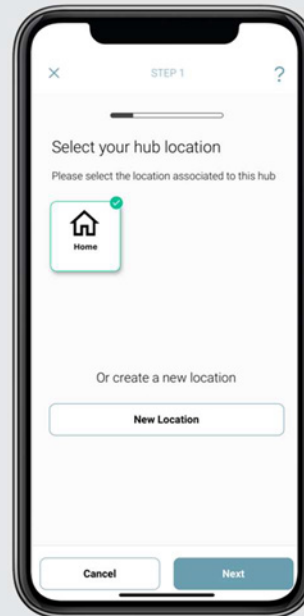 STEP 1
?
Select your hub location
Please select the location associated to this hub
Home
Or create a new location
New Location
Cancel
Next